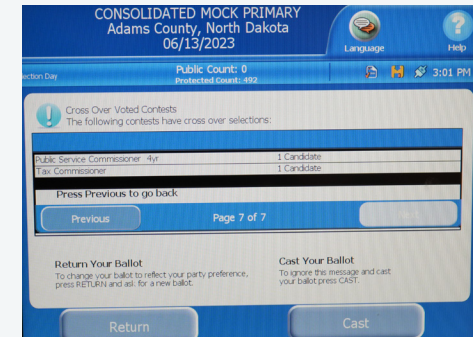 CONSOLIDATED MOCK PRIMARY
Adams County, North Dakota
06/13/2023
Language
Help
ection Day
Public Count: 0
Protected Count: 492
3:01 PM
Cross Over Voted Contests
The following contests have cross over selections:
Public Service Commissioner 4yr 1 Candidate
Tax Commissioner 1 Candidate
Press Previous to go back
Previous
Page 7 of 7
Return Your Ballot
To change your ballot to reflect your party preference,
press RETURN and ask for a new ballot.
Cast Your Ballot
To ignore this message and cast
your ballot press CAST.
Return
Cast